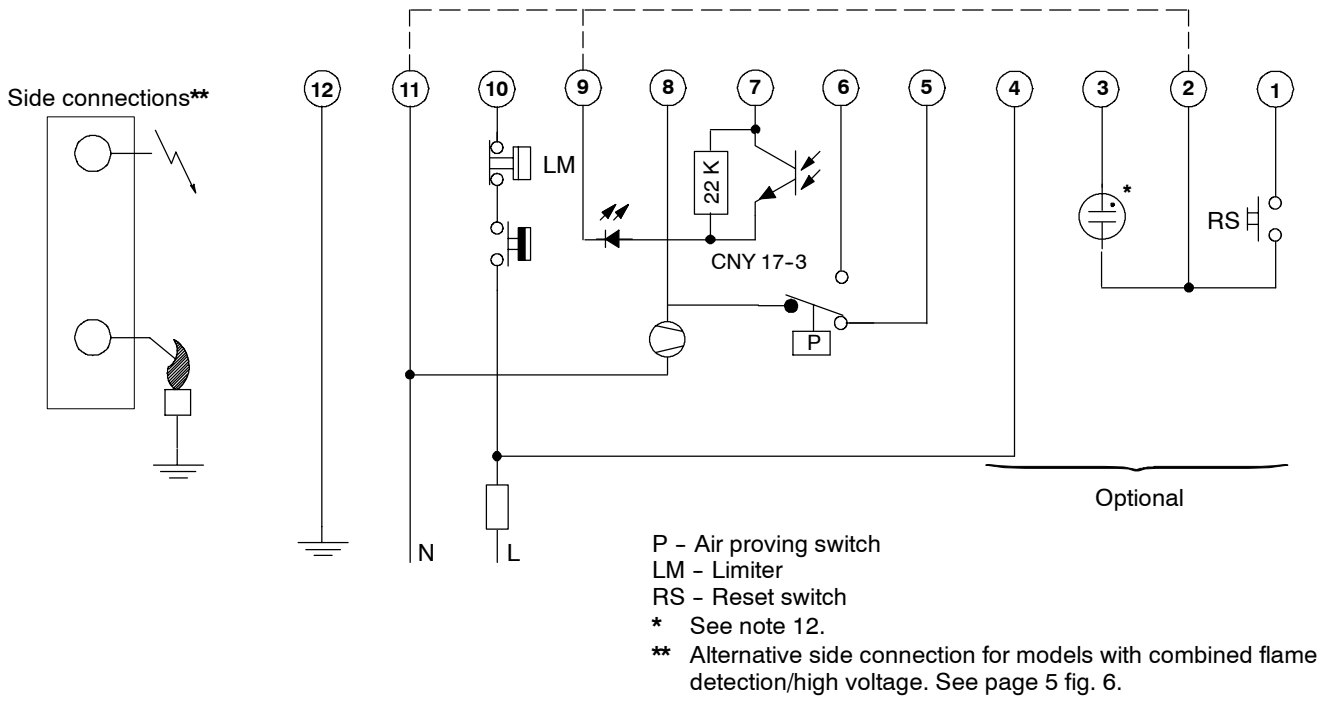 Side connections**
12
11
10
9
8
7
6
5
4
3
2
1
LM
22 K
*
RS
CNY 17-3
P
Optional
N
L
P - Air proving switch
LM - Limiter
RS - Reset switch
* See note 12.
** Alternative side connection for models with combined flame
detection/high voltage. See page 5 fig. 6.